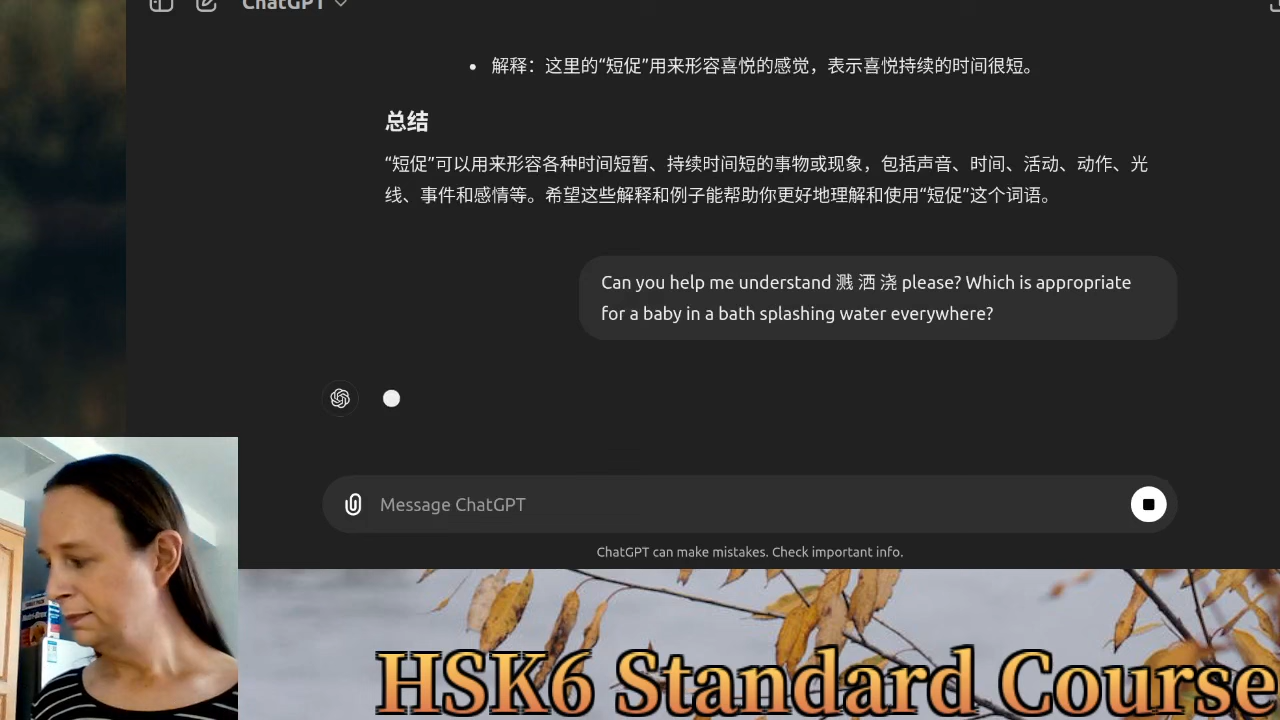 ChatGPT
• 解释：这里的“短促”用来形容喜悦的感觉，表示喜悦持续的时间很短。
总结
“短促”可以用来形容各种时间短暂、持续时间短的事物或现象，包括声音、时间、活动、动作、光
线、事件和感情等。希望这些解释和例子能帮助你更好地理解和使用“短促”这个词语。
Can you help me understand 溅 洒 浇 please? Which is appropriate
for a baby in a bath splashing water everywhere?
Message ChatGPT
ChatGPT can make mistakes. Check important info.
HSK6 Standard Course